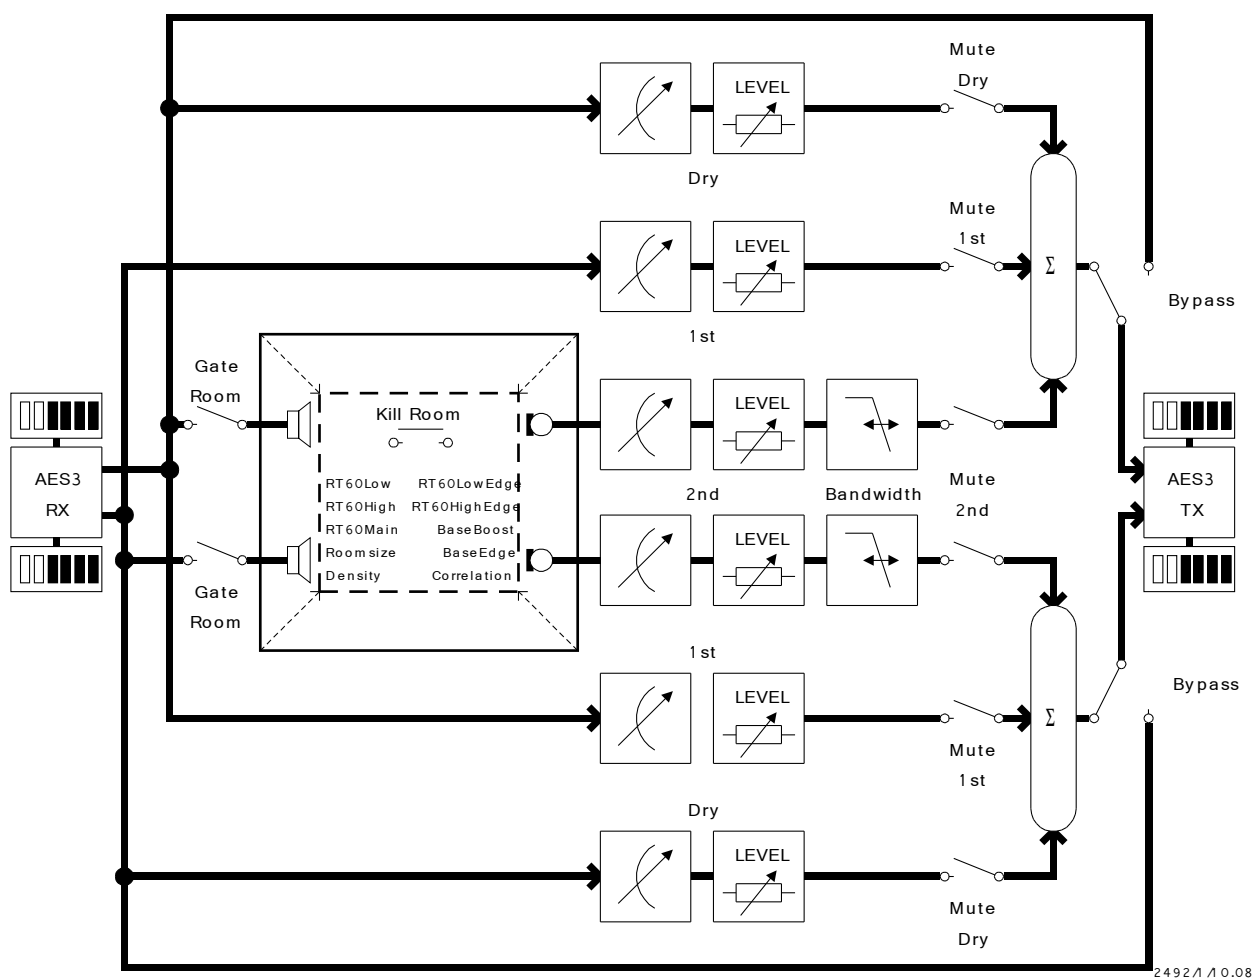 Mute
Dry
LEVEL
Dry
Mute
1st
LEVEL
Σ
Bypass
1st
Gate
Room
Kill Room
LEVEL
AES3
RX
RT60Low RT60LowEdge
RT60High RT60HighEdge
RT60Main BaseBoost
Roomsize BaseEdge
Density Correlation
2nd
Bandwidth
Mute
2nd
AES3
TX
LEVEL
Gate
Room
1st
Bypass
LEVEL
Σ
Mute
1st
Dry
LEVEL
Mute
Dry
2492/1/10.08